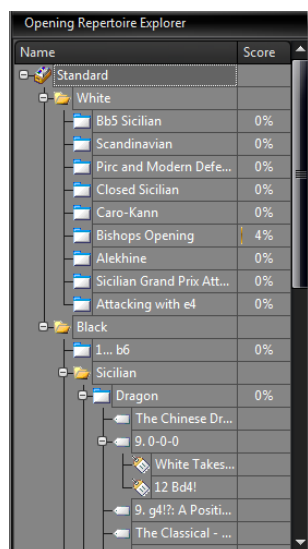 Opening Repertoire Explorer
Name Score
Standard
White
Bb5 Sicilian 0%
Scandinavian 0%
Pirc and Modern Defe... 0%
Closed Sicilian 0%
Caro-Kann 0%
Bishops Opening 4%
Alekhine 0%
Sicilian Grand Prix Att... 0%
Attacking with e4 0%
Black
1... b6 0%
Sicilian
Dragon 0%
The Chinese Dr...
9. 0-0-0
White Takes...
12 Bd4!
9. g4!?: A Positi...
The Classical - ...